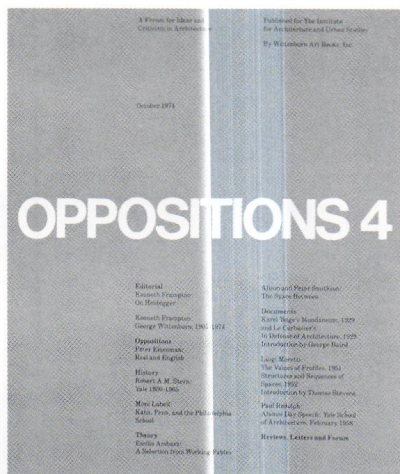 A Forum for Ideas and
Criticism in Architecture
Published for The Institute
for Architecture and Urban Studies
By Wittenborn Art Books, Inc.
October 1974
OPPOSITIONS 4
Editorial
Kenneth Frampton:
On Heidegger
Kenneth Frampton:
George Wittenborn, 1905-1974
Oppositions
Peter Eisenman:
Real and English
History
Robert A.M. Stern:
Yale 1950-1965
Mimi Lobell:
Kahn, Penn, and the Philadelphia
School
Theory
Emilio Ambasz:
A Selection from Working Fables
Alison and Peter Smithson:
The Space Between
Documents
Karel Teige's Mundaneum, 1929
and Le Corbusier's
In Defense of Architecture, 1929
Introduction by George Baird
Luigi Moretti:
The Values of Profiles, 1951
Structures and Sequences of
Spaces, 1952
Introduction by Thomas Stevens
Paul Rudolph:
Alumni Day Speech: Yale School
of Architecture, February 1958
Reviews, Letters and Forum